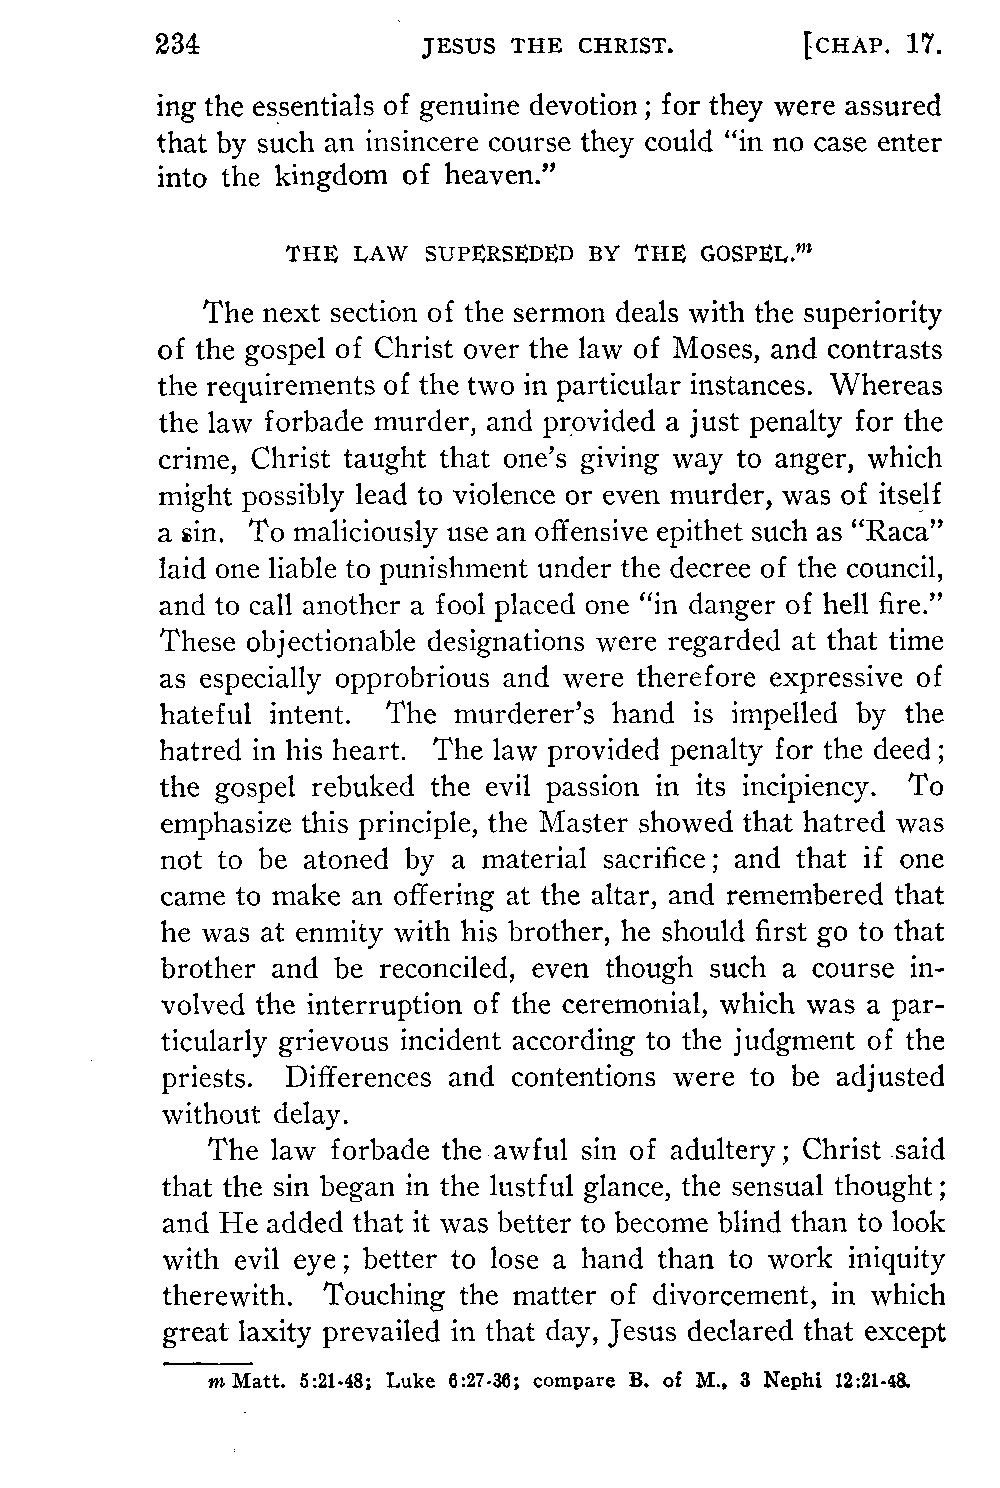 234 JESUS THE CHRIST. [CHAP. 17.
ing the essentials of genuine devotion; for they were assured
that by such an insincere course they could "in no case enter
into the kingdom of heaven."
THE LAW SUPERSEDED BY THE GOSPEL.m
The next section of the sermon deals with the superiority
of the gospel of Christ over the law of Moses, and contrasts
the requirements of the two in particular instances. Whereas
the law forbade murder, and provided a just penalty for the
crime, Christ taught that one's giving way to anger, which
might possibly lead to violence or even murder, was of itself
a sin. To maliciously use an offensive epithet such as "Raca"
laid one liable to punishment under the decree of the council,
and to call another a fool placed one "in danger of hell fire."
These objectionable designations were regarded at that time
as especially opprobrious and were therefore expressive of
hateful intent. The murderer's hand is impelled by the
hatred in his heart. The law provided penalty for the deed;
the gospel rebuked the evil passion in its incipiency. To
emphasize this principle, the Master showed that hatred was
not to be atoned by a material sacrifice; and that if one
came to make an offering at the altar, and remembered that
he was at enmity with his brother, he should first go to that
brother and be reconciled, even though such a course in-
volved the interruption of the ceremonial, which was a par-
ticularly grievous incident according to the judgment of the
priests. Differences and contentions were to be adjusted
without delay.
The law forbade the awful sin of adultery; Christ said
that the sin began in the lustful glance, the sensual thought;
and He added that it was better to become blind than to look
with evil eye; better to lose a hand than to work iniquity
therewith. Touching the matter of divorcement, in which
great laxity prevailed in that day, Jesus declared that except
m Matt. 5:21-48; Luke 6:27-36; compare B. of M., 3 Nephi 12:21-48.